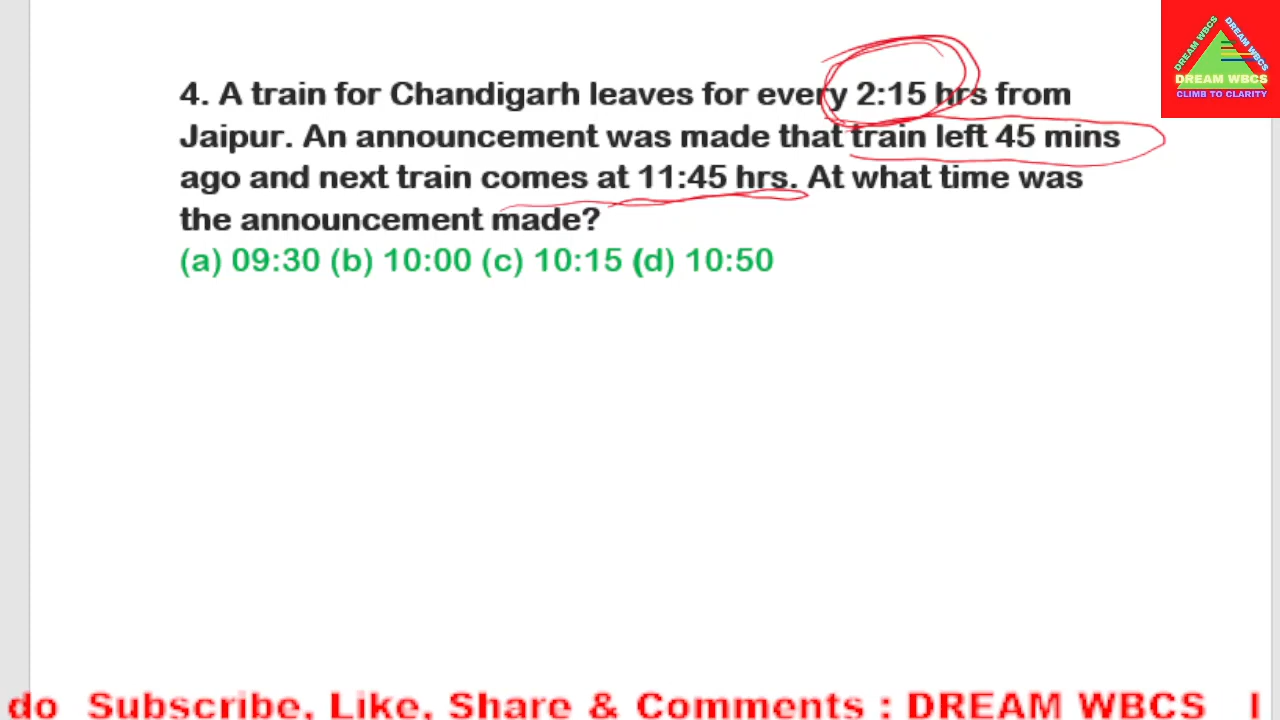 DREAM WBCS
DREAM WBCS
DREAM WBCS
CLIMB TO CLARITY
4. A train for Chandigarh leaves for every 2:15 hrs from
Jaipur. An announcement was made that train left 45 mins
ago and next train comes at 11:45 hrs. At what time was
the announcement made?
(a) 09:30 (b) 10:00 (c) 10:15 (d) 10:50
do Subscribe, Like, Share & Comments : DREAM WBCS I